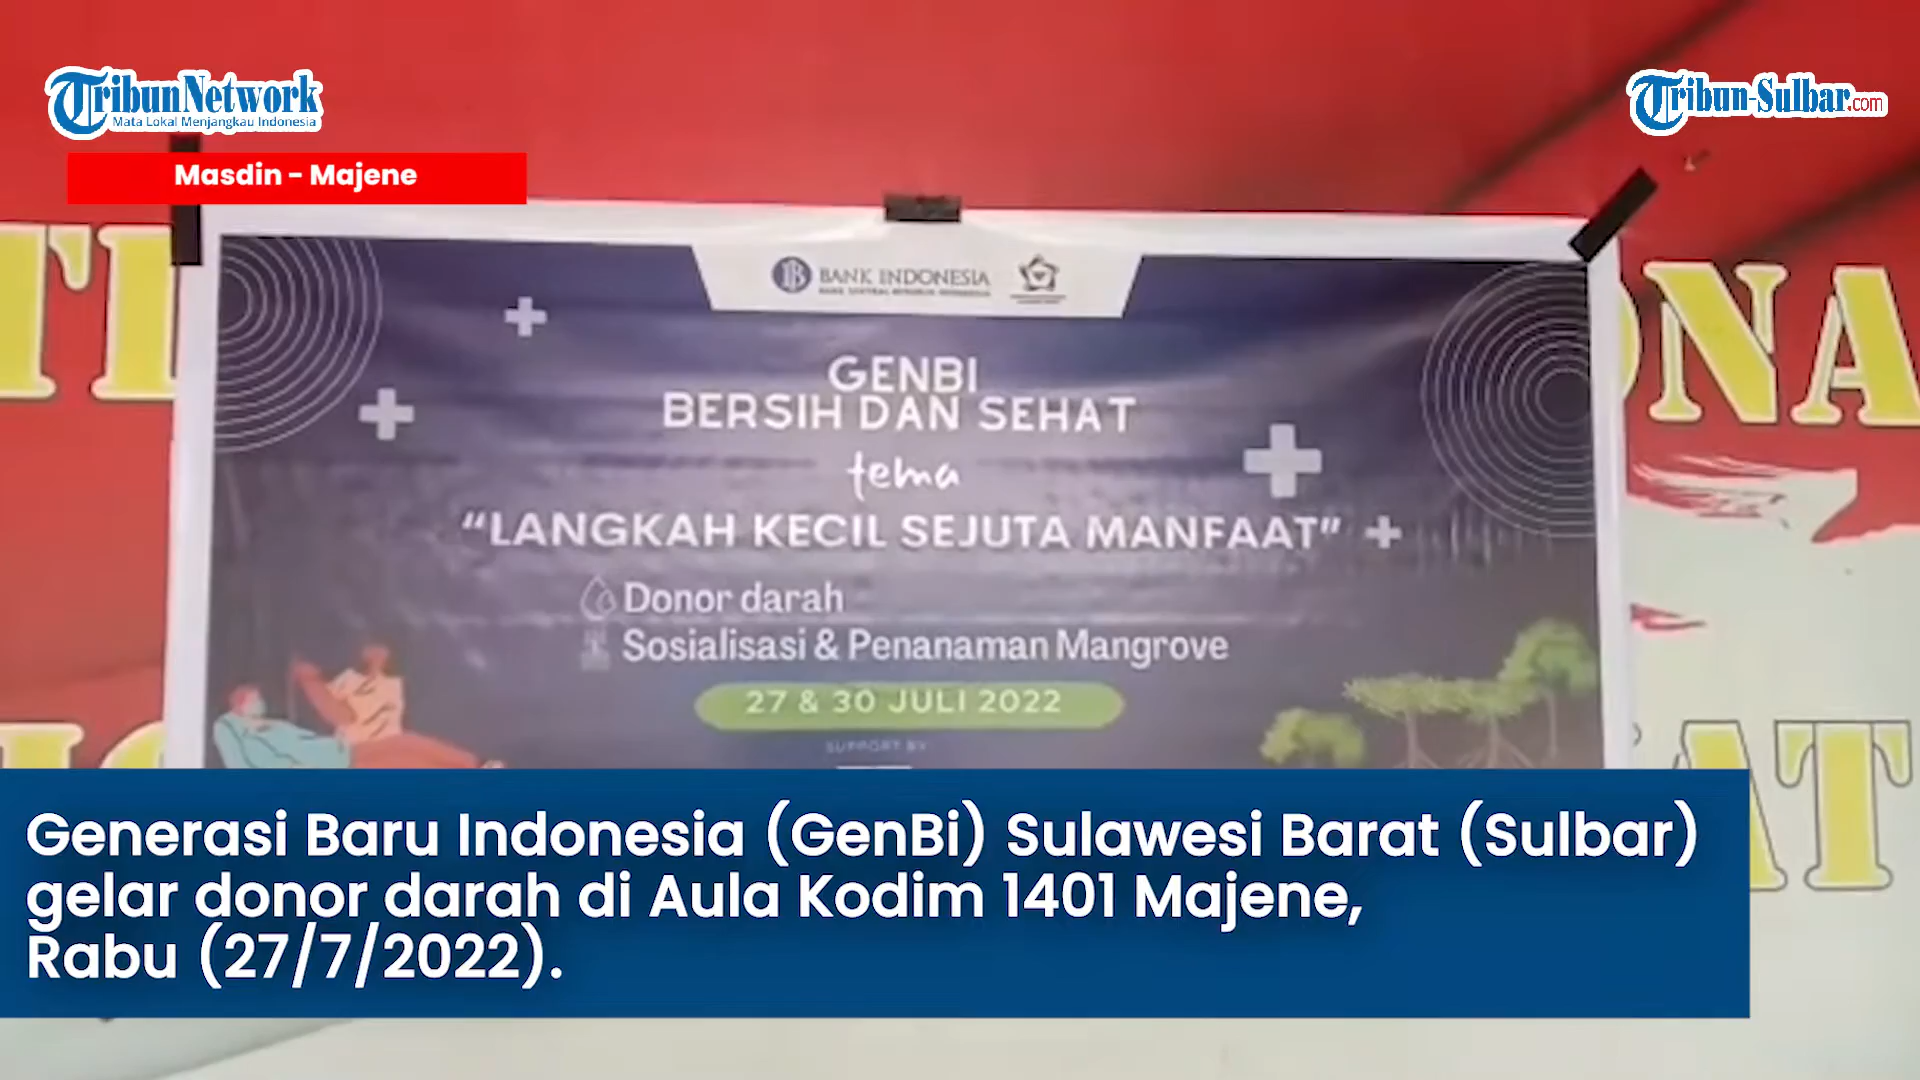 TribunNetwork
Mata Lokal Menjangkau Indonesia
Tribun-Sulbar.com
Masdin - Majene
BANK INDONESIA
GENBI
BERSIH DAN SEHAT
tema
“LANGKAH KECIL SEJUTA MANFAAT”
Donor darah
Sosialisasi & Penanaman Mangrove
27 & 30 JULI 2022
SUPPORT BY
Generasi Baru Indonesia (GenBi) Sulawesi Barat (Sulbar)
gelar donor darah di Aula Kodim 1401 Majene,
Rabu (27/7/2022).